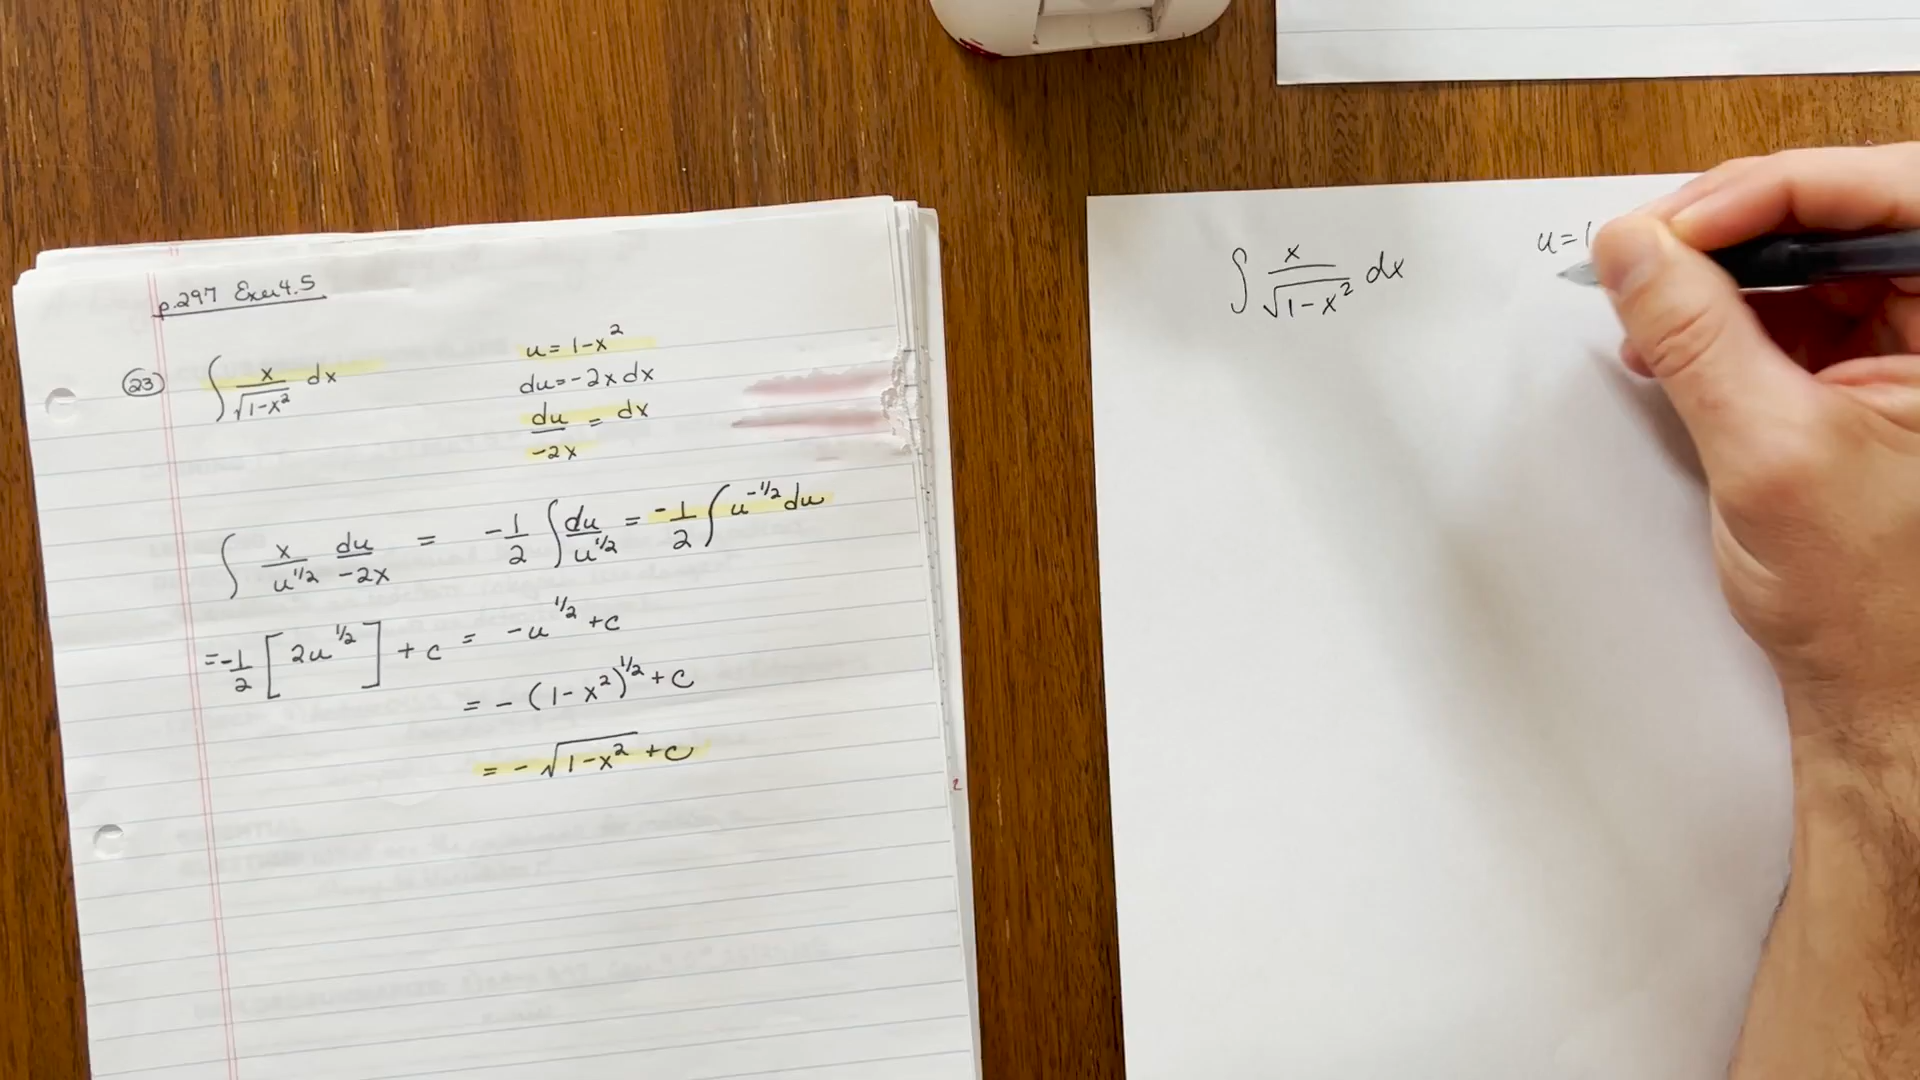 p.297 Exer 4.5
23 ∫ x/√(1-x²) dx
u = 1-x²
du = -2x dx
du/-2x = dx
∫ x/u^(1/2) du/-2x = -1/2 ∫ du/u^(1/2) = -1/2 ∫ u^(-1/2) du
= -1/2 [2u^(1/2)] + c = -u^(1/2) + c
= -(1-x²)^(1/2) + c
= -√(1-x²) + c
∫ x/√(1-x²) dx
u = 1